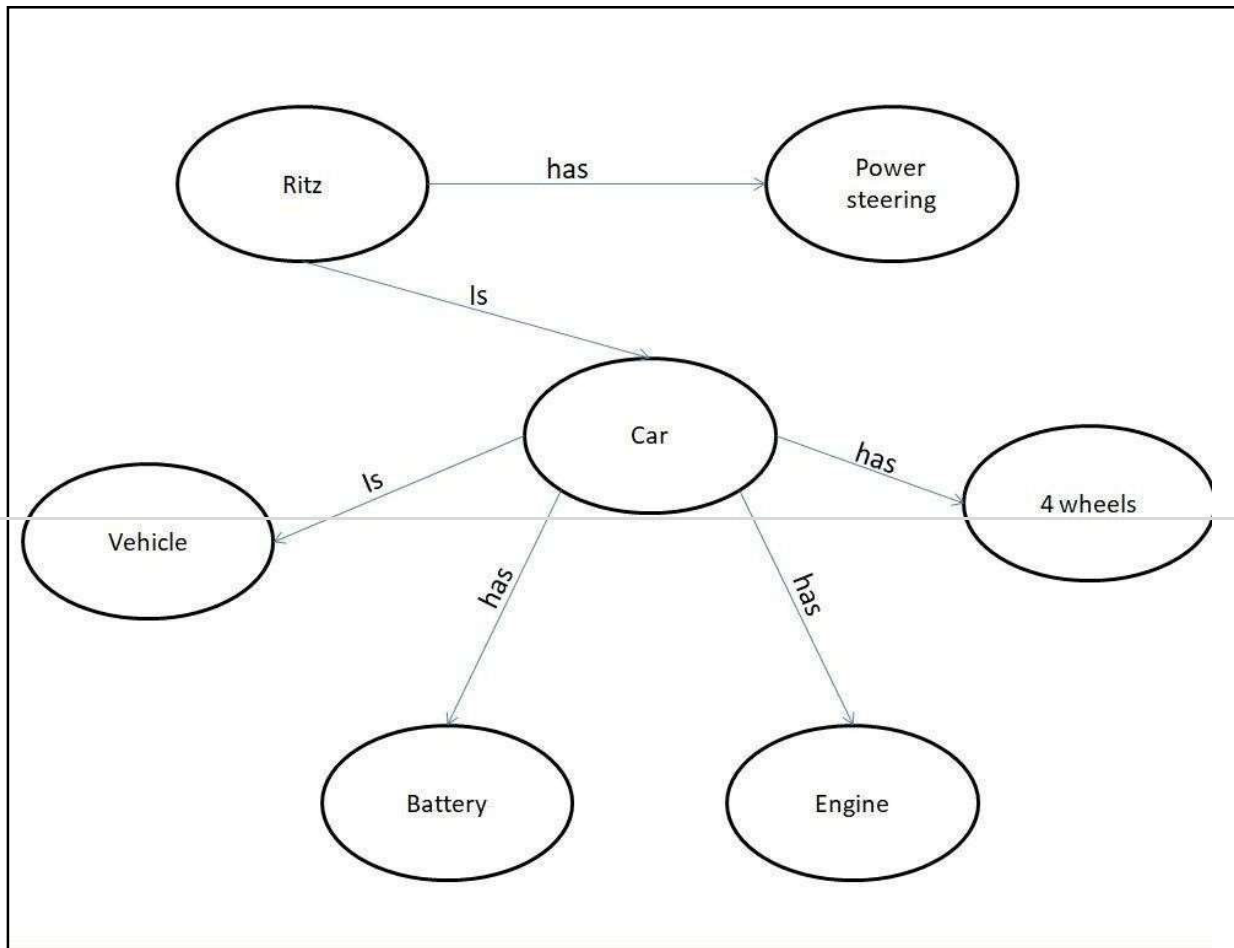 has
Ritz
Power
steering
Is
Car
has
Is
4 wheels
Vehicle
has
has
Battery
Engine